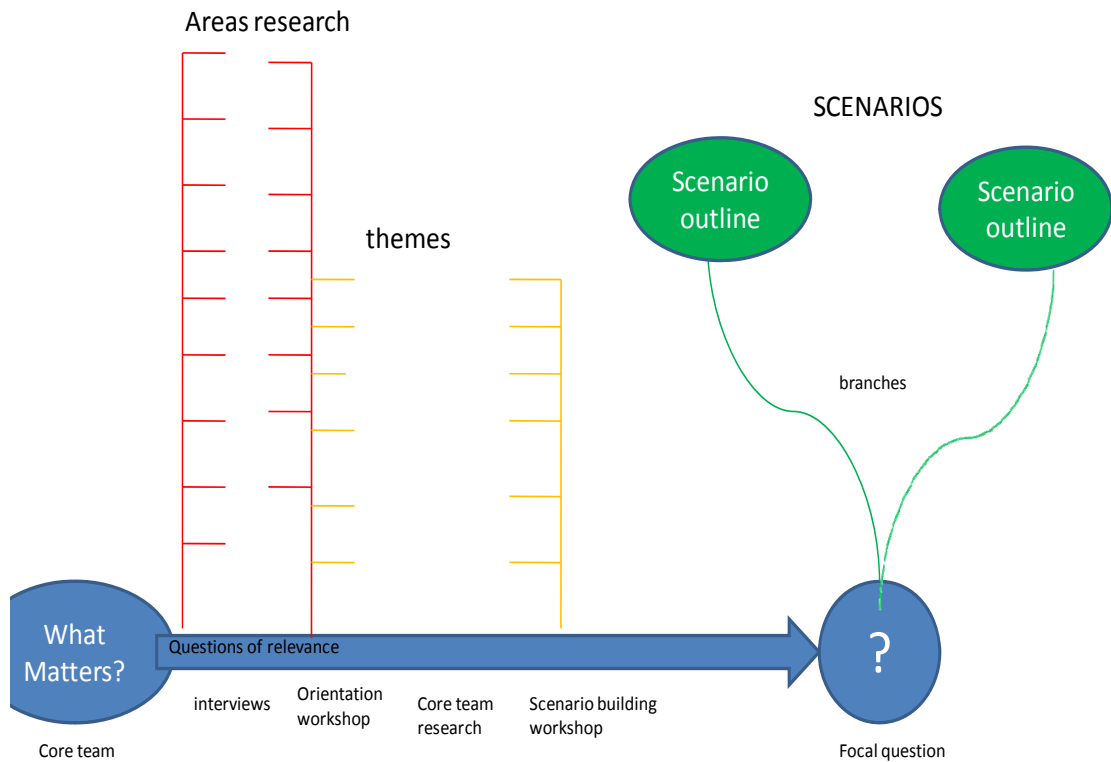 Areas research
SCENARIOS
Scenario
outline
Scenario
outline
themes
branches
What
Matters?
Questions of relevance
?
interviews
Orientation
workshop
Core team
research
Scenario building
workshop
Core team
Focal question